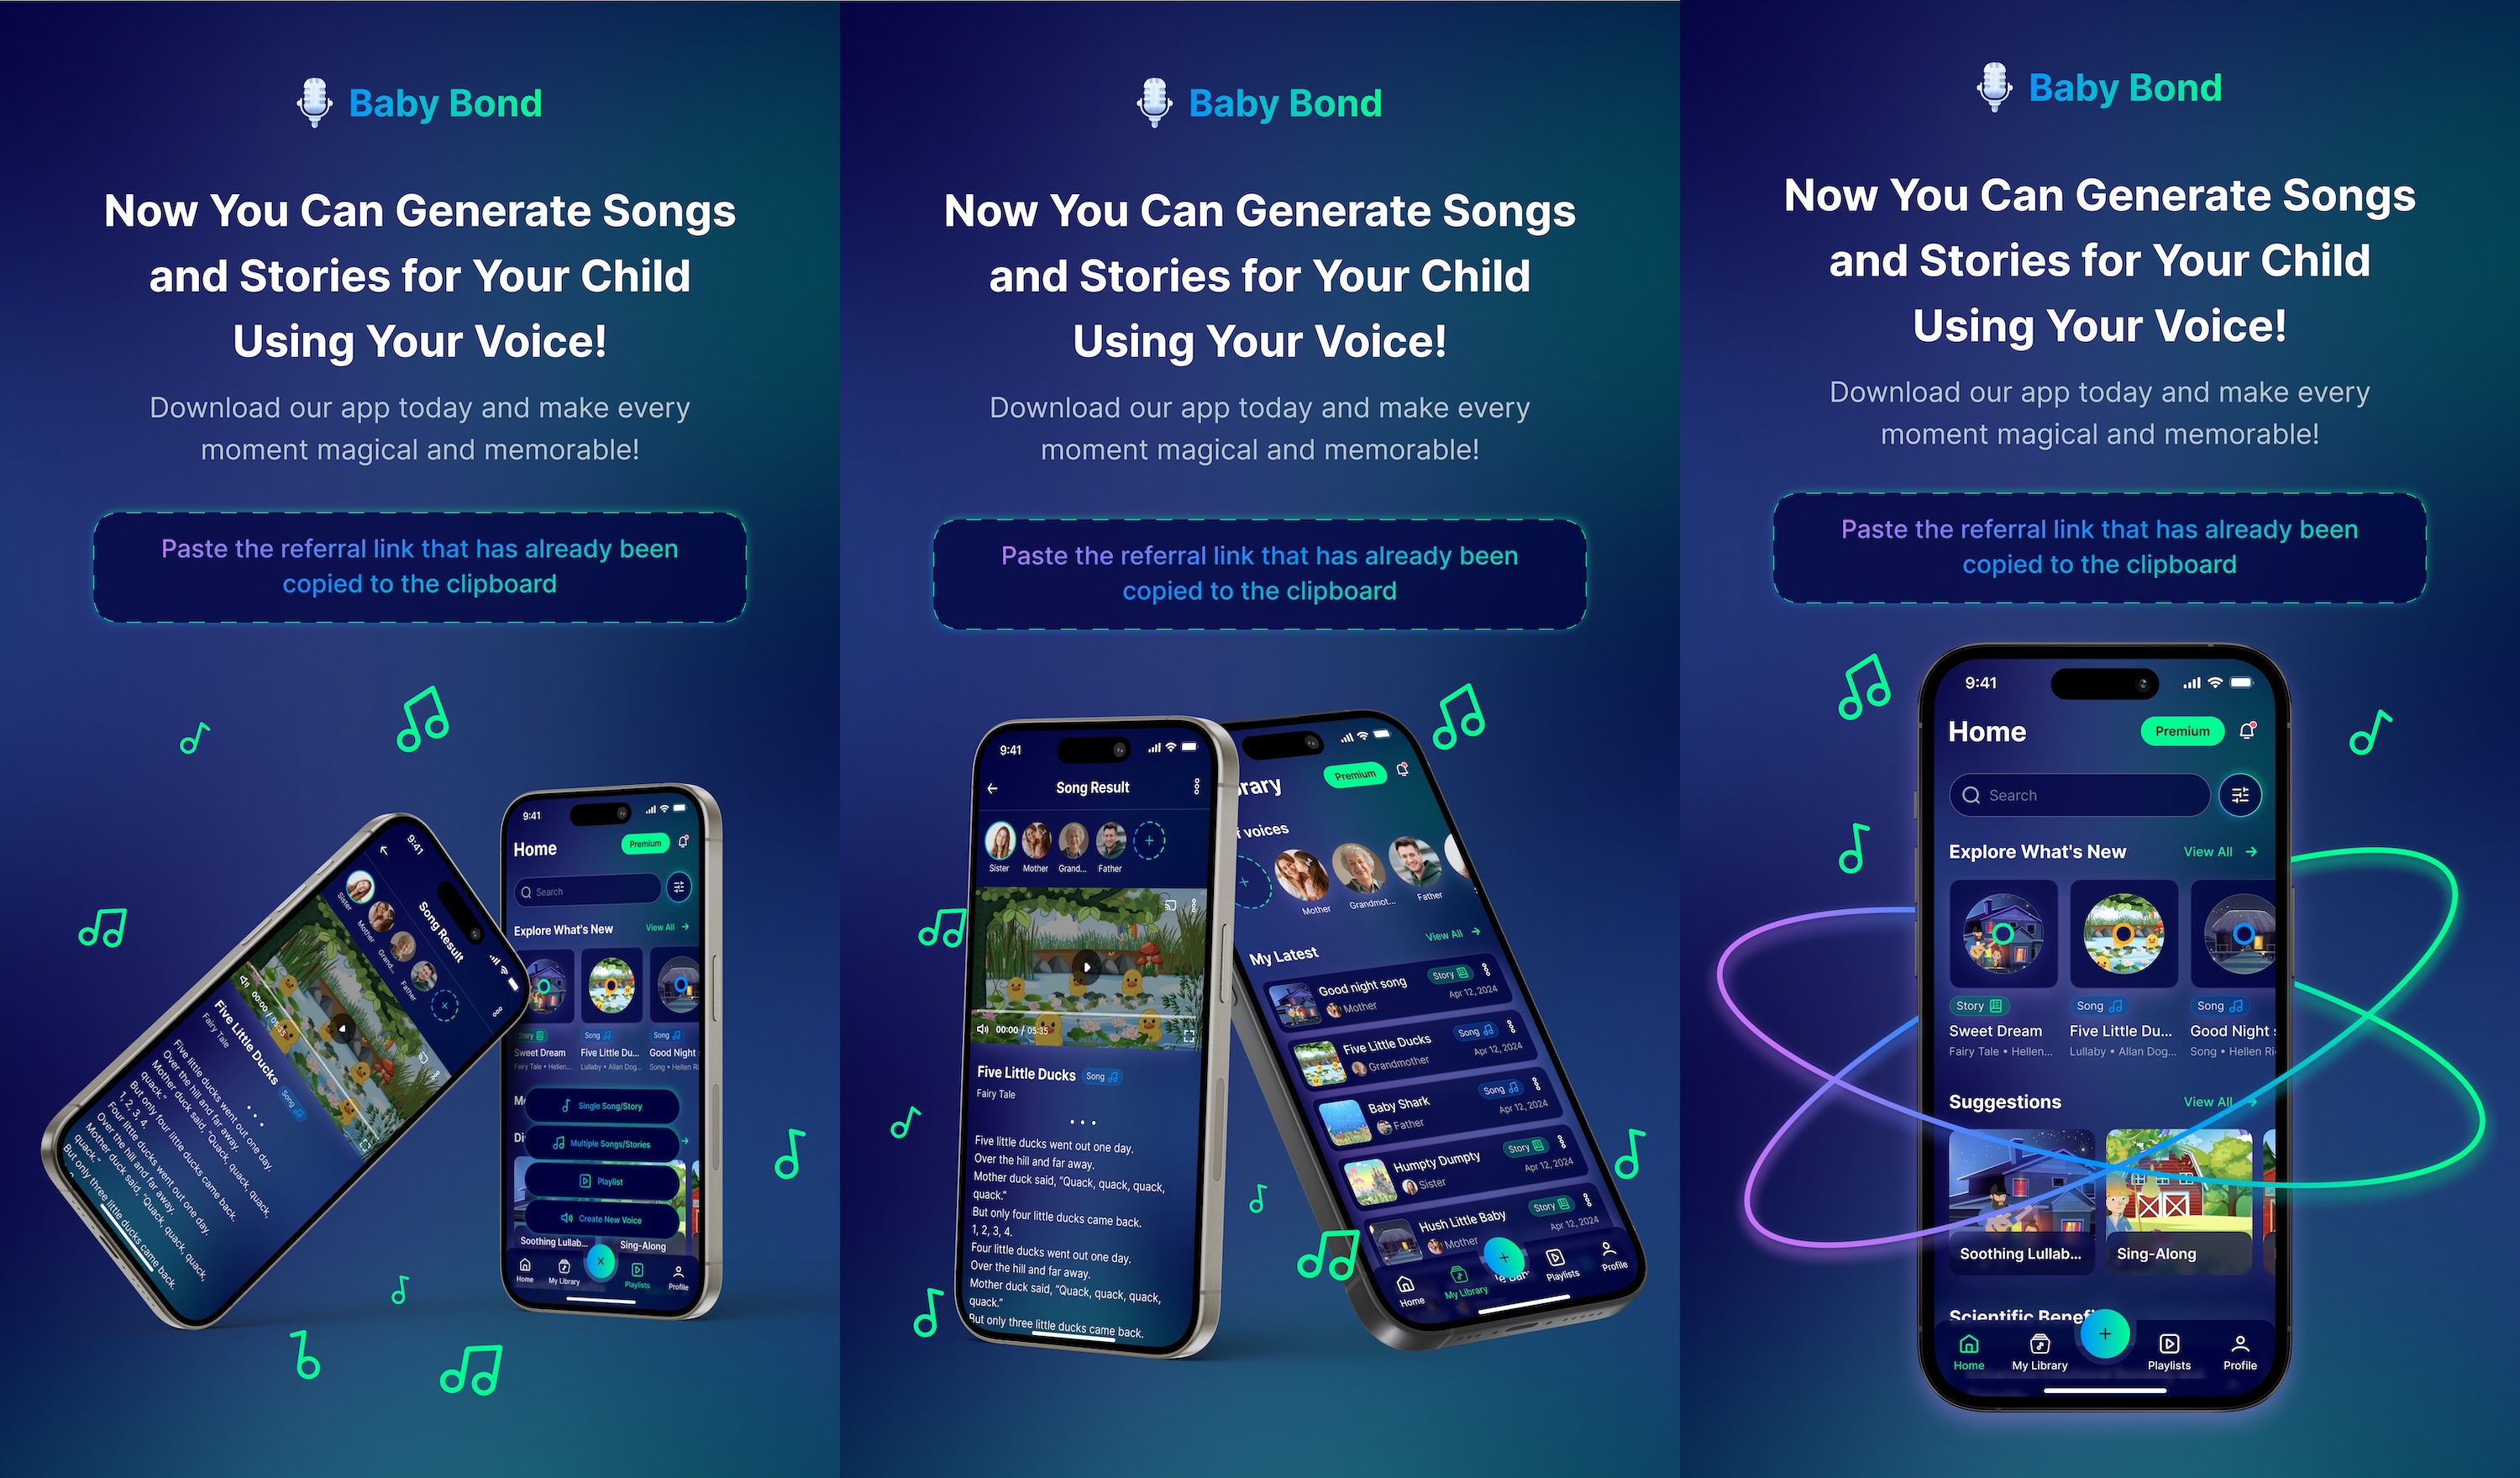 Baby Bond
Now You Can Generate Songs
and Stories for Your Child
Using Your Voice!
Download our app today and make every
moment magical and memorable!
Paste the referral link that has already been
copied to the clipboard
9:41
Song Result
Sister
Mother
Grand...
Father
00:00 / 05:35
Five Little Ducks
Song
Fairy Tale
Five little ducks went out one day.
Over the hill and far away.
Mother duck said, "Quack, quack, quack,
quack."
But only four little ducks came back.
1, 2, 3, 4.
Four little ducks went out one day.
Over the hill and far away.
Mother duck said, "Quack, quack, quack,
quack."
But only three little ducks came back.
9:41
Home
Premium
Search
Explore What's New
View All
Story
Song
Song
Sweet Dream
Five Little Du...
Good Night
Fairy Tale • Hellen...
Lullaby • Allan Dog...
Song • Hellen Ri
Single Song/Story
Multiple Songs/Stories
Playlist
Create New Voice
Soothing Lullab...
Sing-Along
Home
My Library
Playlists
Profile
Baby Bond
Now You Can Generate Songs
and Stories for Your Child
Using Your Voice!
Download our app today and make every
moment magical and memorable!
Paste the referral link that has already been
copied to the clipboard
9:41
Song Result
Sister
Mother
Grand...
Father
00:00 / 05:35
Five Little Ducks
Song
Fairy Tale
Five little ducks went out one day.
Over the hill and far away.
Mother duck said, "Quack, quack, quack,
quack."
But only four little ducks came back.
1, 2, 3, 4.
Four little ducks went out one day.
Over the hill and far away.
Mother duck said, "Quack, quack, quack, quack,
quack."
But only three little ducks came back.
Premium
voices
Mother
Grandmot...
Father
My Latest
View All
Good night song
Story
Mother
Apr 12, 2024
Five Little Ducks
Song
Grandmother
Apr 12, 2024
Baby Shark
Song
Father
Apr 12, 2024
Humpty Dumpty
Story
Sister
Apr 12, 2024
Hush Little Baby
Story
Mother
Apr 12, 2024
Home
My Library
Playlists
Profile
Baby Bond
Now You Can Generate Songs
and Stories for Your Child
Using Your Voice!
Download our app today and make every
moment magical and memorable!
Paste the referral link that has already been
copied to the clipboard
9:41
Home
Premium
Search
Explore What's New
View All
Story
Song
Song
Sweet Dream
Five Little Du...
Good Night
Fairy Tale • Hellen...
Lullaby • Allan Dog...
Song • Hellen Ri
Suggestions
View All
Soothing Lullab...
Sing-Along
Scientific Benef
Home
My Library
Playlists
Profile